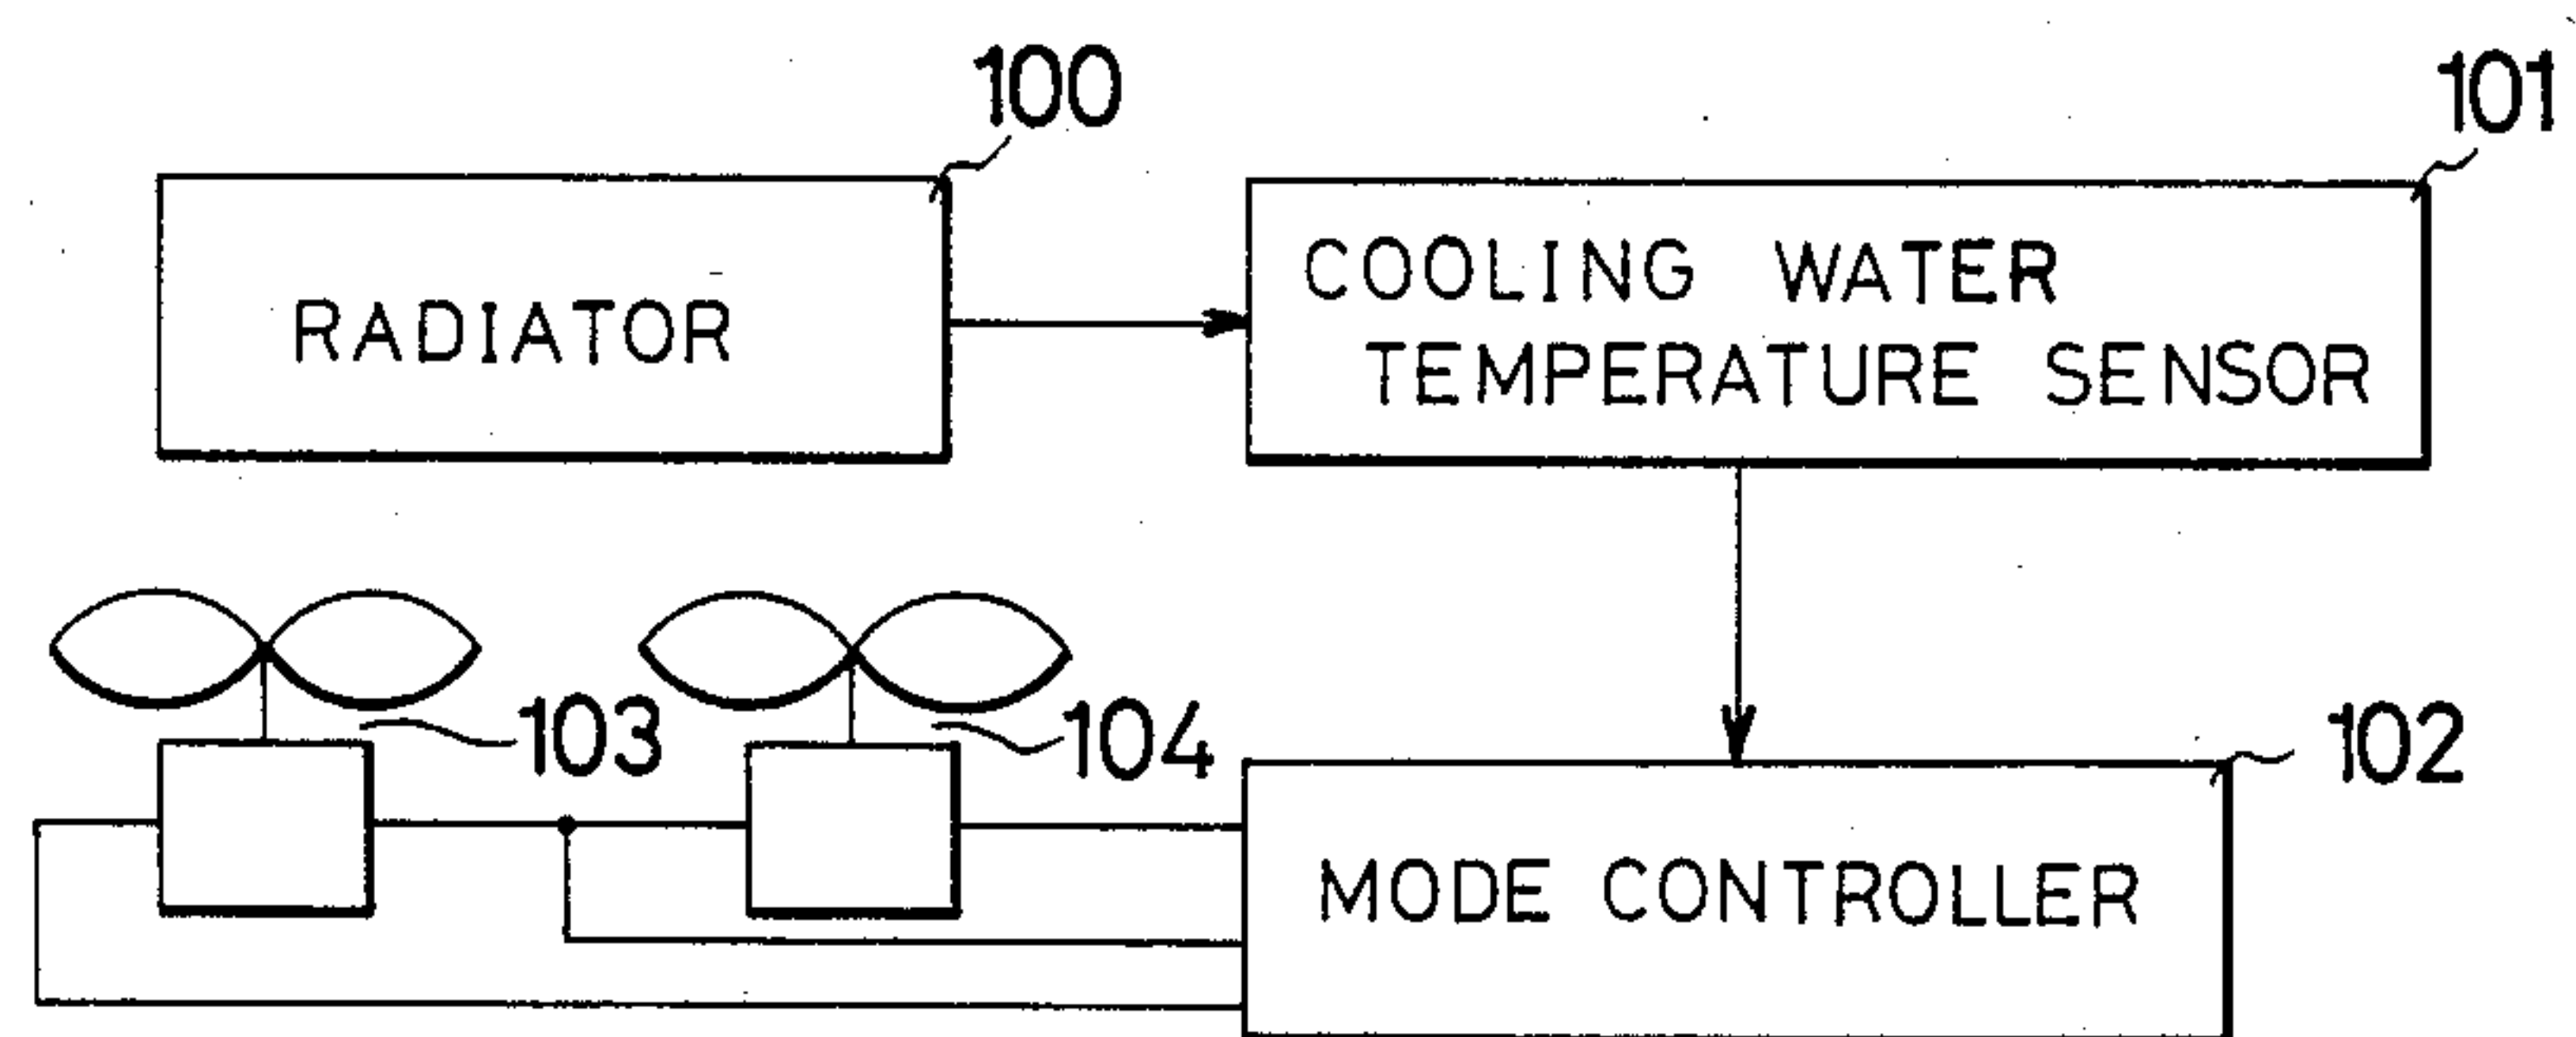 100
101
RADIATOR
COOLING WATER
TEMPERATURE SENSOR
103
104
102
MODE CONTROLLER